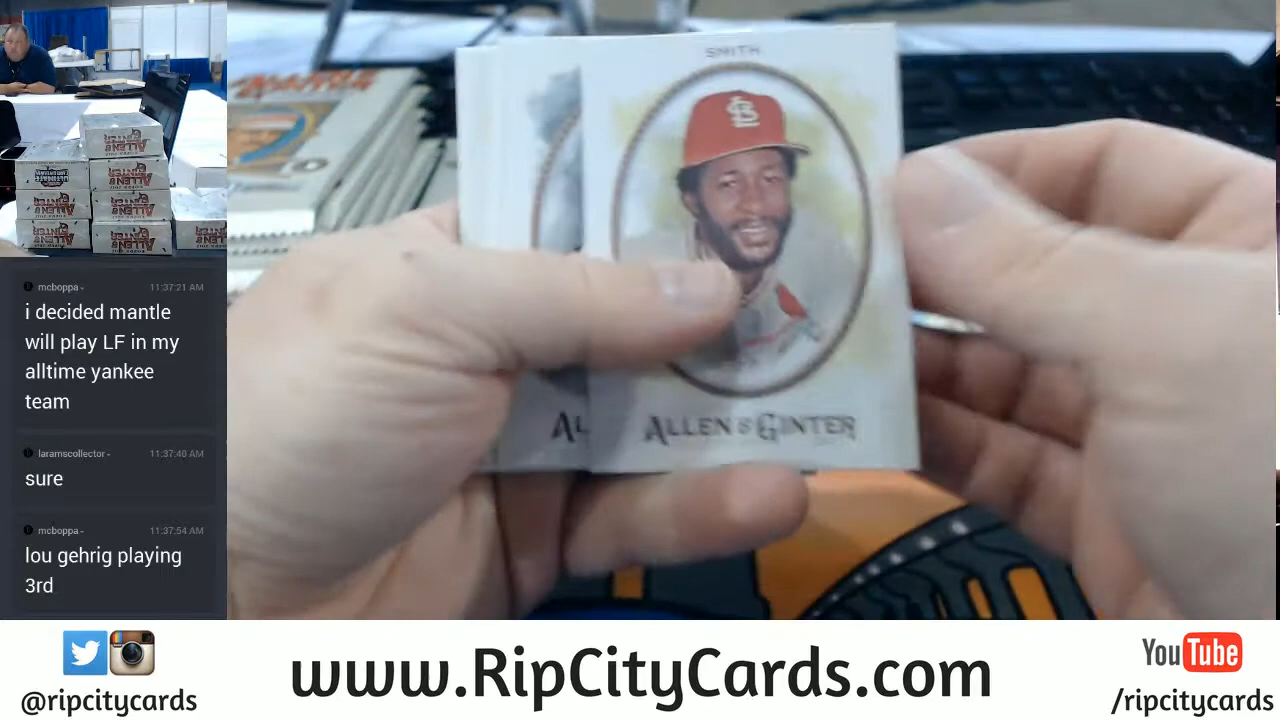 SMITH
ALLEN & GINTER
AL
mcboppa- 11:37:21 AM
i decided mantle
will play LF in my
alltime yankee
team
laramscollector- 11:37:40 AM
sure
mcboppa- 11:37:54 AM
lou gehrig playing
3rd
@ripcitycards
www.RipCityCards.com
YouTube
/ripcitycards